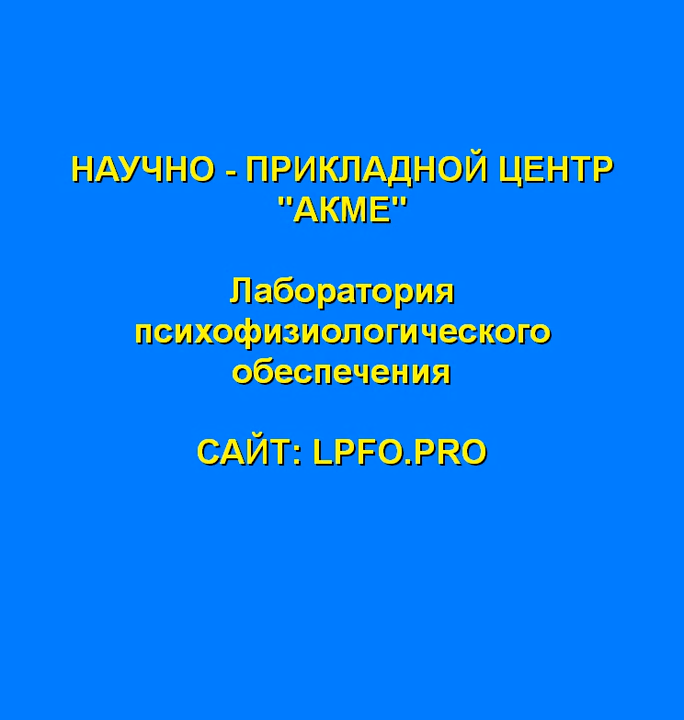 НАУЧНО - ПРИКЛАДНОЙ ЦЕНТР
"АКМЕ"
Лаборатория
психофизиологического
обеспечения
САЙТ: LPFO.PRO